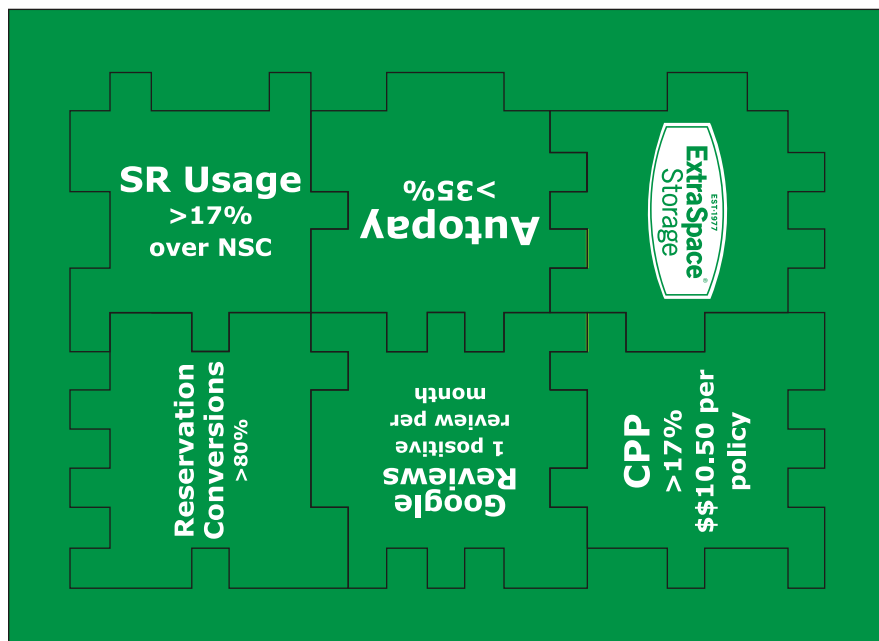 SR Usage
>17%
over NSC
Autopay
>35%
EST·1977
ExtraSpace®
Storage
Reservation
Conversions
>80%
Google
Reviews
1 positive
review per
month
CPP
>17%
$$10.50 per
policy